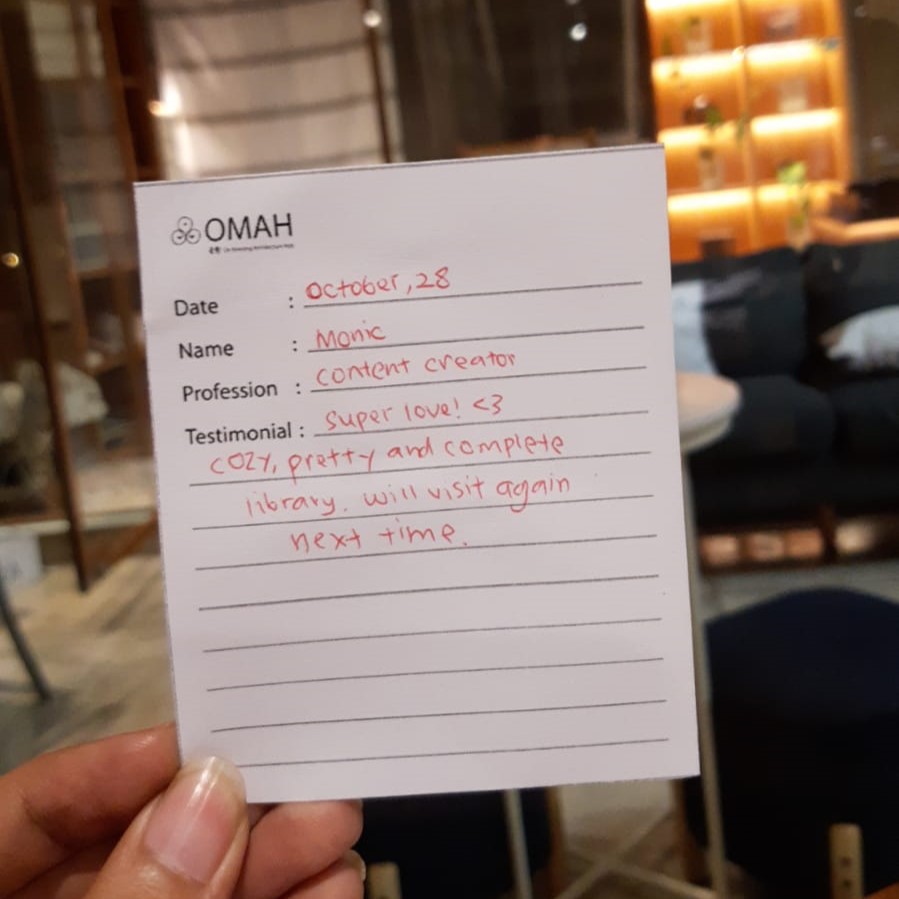 OMAH
Date : October, 28
Name : Monic
Profession : content creator
Testimonial : super love! <3
cozy, pretty and complete
library. will visit again
next time.